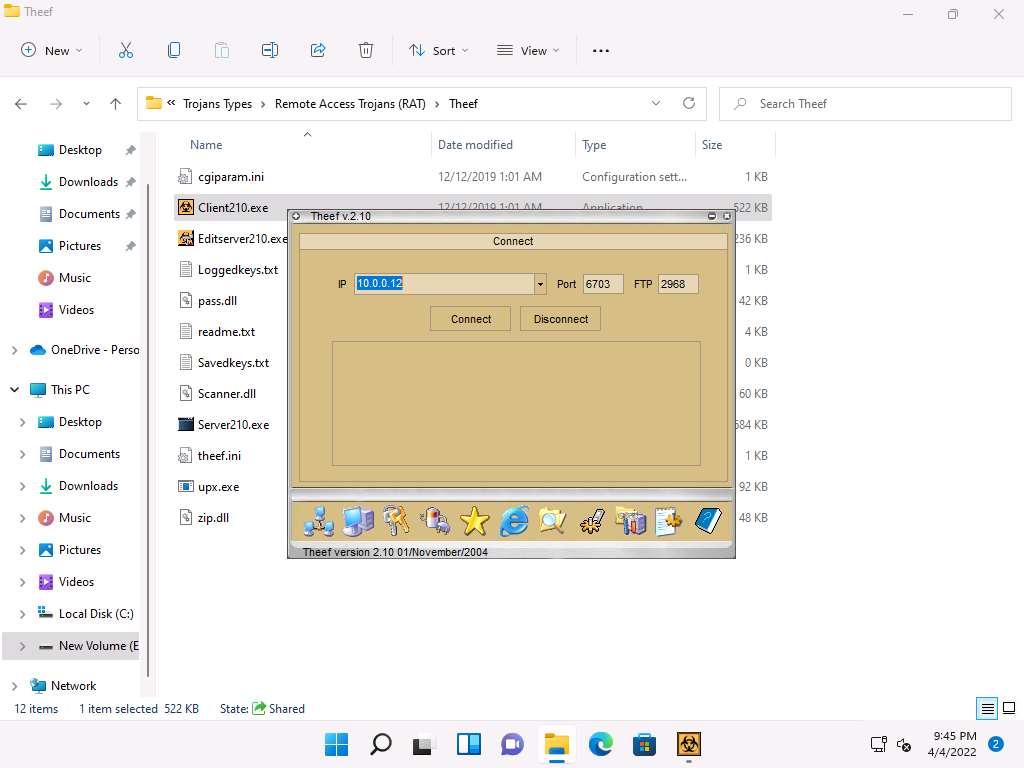 Theef
New
Sort
View
« Trojans Types > Remote Access Trojans (RAT) > Theef
Search Theef
Name
Date modified
Type
Size
Desktop
Downloads
Documents
Pictures
Music
Videos
OneDrive - Perso
This PC
Desktop
Documents
Downloads
Music
Pictures
Videos
Local Disk (C:)
New Volume (E
Network
cgiparam.ini 12/12/2019 1:01 AM Configuration sett... 1 KB
Client210.exe 12/12/2019 1:01 AM Application 522 KB
Editserver210.exe 236 KB
Loggedkeys.txt 1 KB
pass.dll 42 KB
readme.txt 4 KB
Savedkeys.txt 0 KB
Scanner.dll 60 KB
Server210.exe 684 KB
theef.ini 1 KB
upx.exe 92 KB
zip.dll 48 KB
Theef v.2.10
Connect
IP 10.0.0.12 Port 6703 FTP 2968
Connect Disconnect
Theef version 2.10 01/November/2004
12 items 1 item selected 522 KB State: Shared
9:45 PM
4/4/2022
2